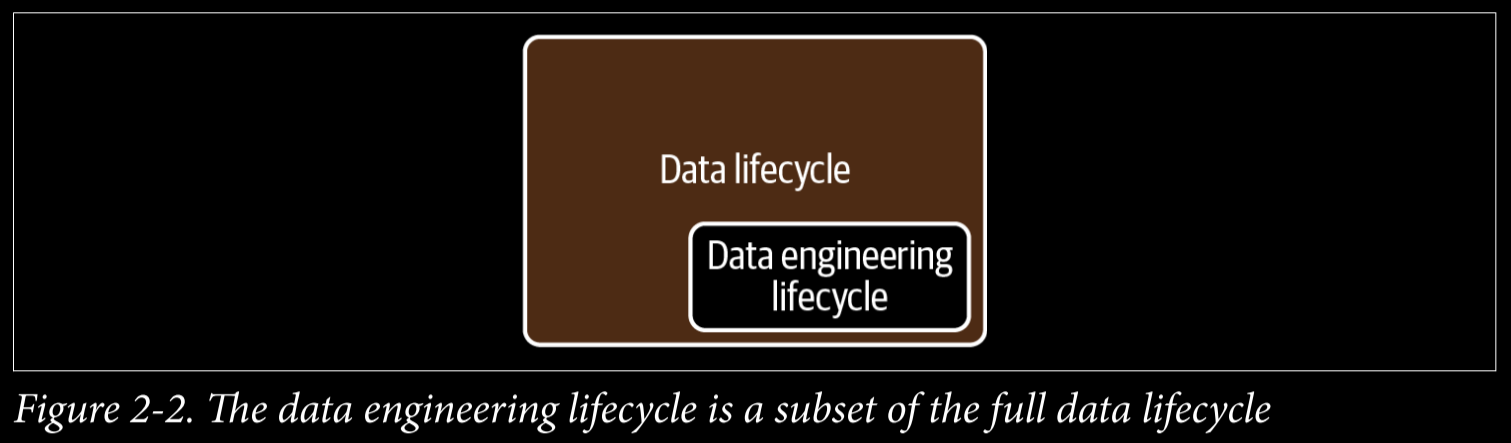 Data lifecycle
Data engineering
lifecycle
Figure 2-2. The data engineering lifecycle is a subset of the full data lifecycle